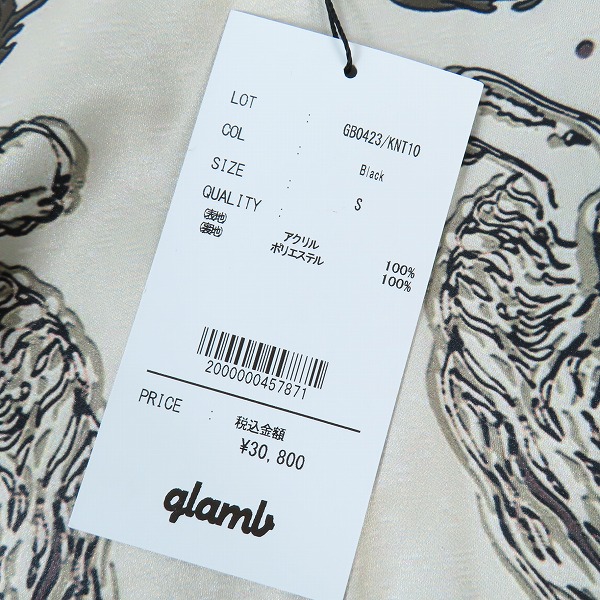 LOT : GB0423/KNT10
COL : Black
SIZE : S
QUALITY
(表地) アクリル 100%
(裏地) ポリエステル 100%
2000000457871
PRICE : 税込金額
¥30,800
glamb